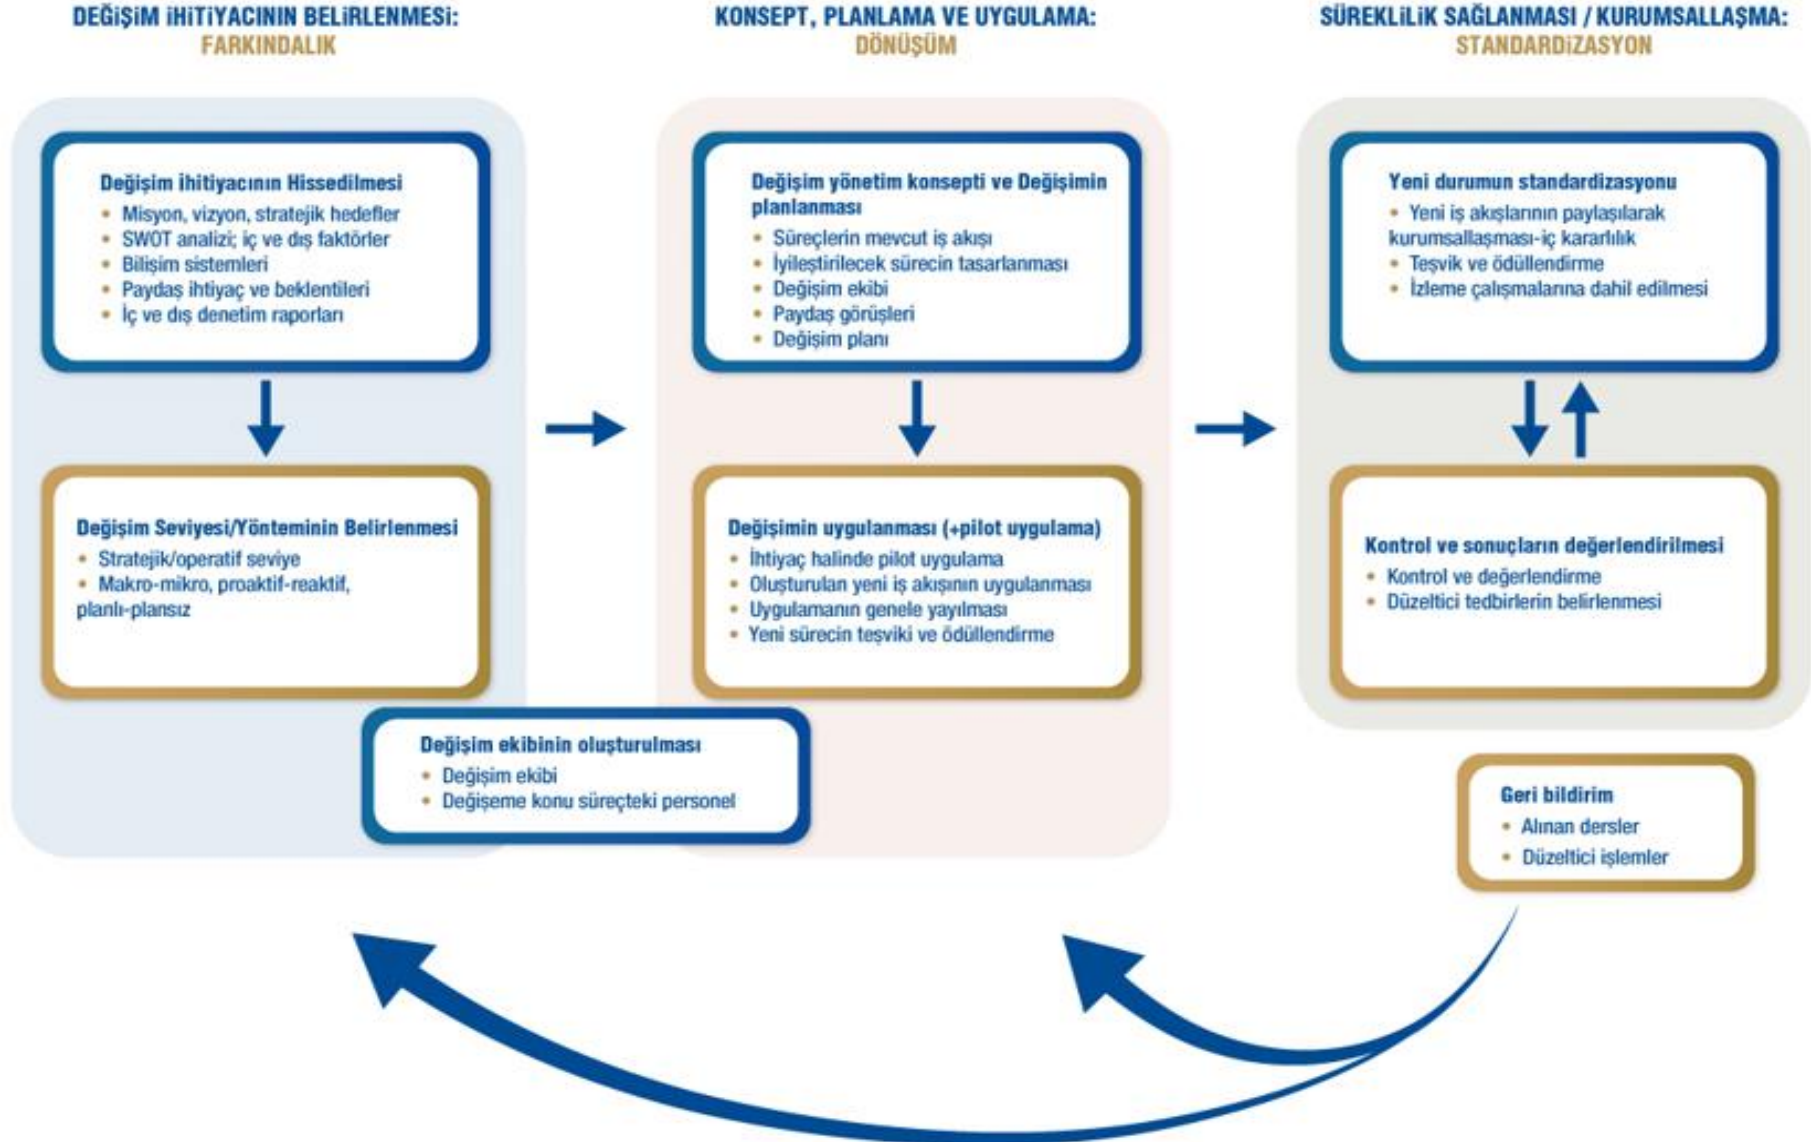 DEĞİŞİM İHİTİYACININ BELİRLENMESİ:
FARKINDALIK
Değişim ihitiyacının Hissedilmesi
• Misyon, vizyon, stratejik hedefler
• SWOT analizi; iç ve dış faktörler
• Bilişim sistemleri
• Paydaş ihtiyaç ve beklentileri
• İç ve dış denetim raporları
Değişim Seviyesi/Yönteminin Belirlenmesi
• Stratejik/operatif seviye
• Makro-mikro, proaktif-reaktif,
planlı-plansız
Değişim ekibinin oluşturulması
• Değişim ekibi
• Değişeme konu süreçteki personel
KONSEPT, PLANLAMA VE UYGULAMA:
DÖNÜŞÜM
Değişim yönetim konsepti ve Değişimin
planlanması
• Süreçlerin mevcut iş akışı
• İyileştirilecek sürecin tasarlanması
• Değişim ekibi
• Paydaş görüşleri
• Değişim planı
Değişimin uygulanması (+pilot uygulama)
• İhtiyaç halinde pilot uygulama
• Oluşturulan yeni iş akışının uygulanması
• Uygulamanın genele yayılması
• Yeni sürecin teşviki ve ödüllendirme
SÜREKLİLİK SAĞLANMASI / KURUMSALLAŞMA:
STANDARDİZASYON
Yeni durumun standardizasyonu
• Yeni iş akışlarının paylaşılarak
kurumsallaşması-iç kararlılık
• Teşvik ve ödüllendirme
• İzleme çalışmalarına dahil edilmesi
Kontrol ve sonuçların değerlendirilmesi
• Kontrol ve değerlendirme
• Düzeltici tedbirlerin belirlenmesi
Geri bildirim
• Alınan dersler
• Düzeltici işlemler